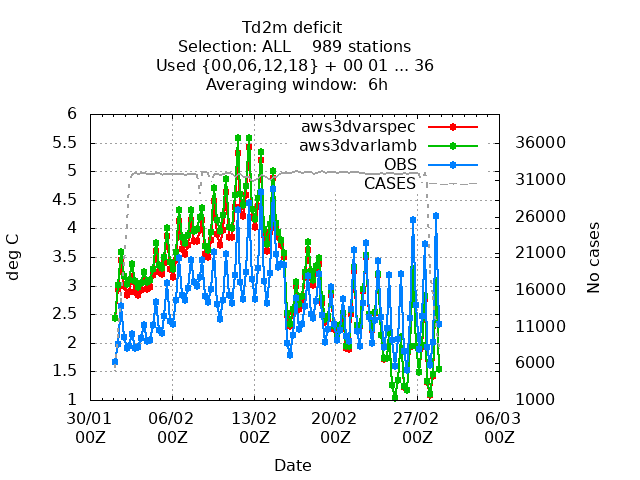 Td2m deficit
Selection: ALL    989 stations
Used {00,06,12,18} + 00 01 ... 36
Averaging window:  6h
aws3dvarspec
aws3dvarlamb
OBS
CASES
deg C
6
5.5
5
4.5
4
3.5
3
2.5
2
1.5
1
36000
31000
26000
21000
16000
11000
6000
1000
No cases
30/01 06/02 13/02 20/02 27/02 06/03
00Z 00Z 00Z 00Z 00Z 00Z
Date